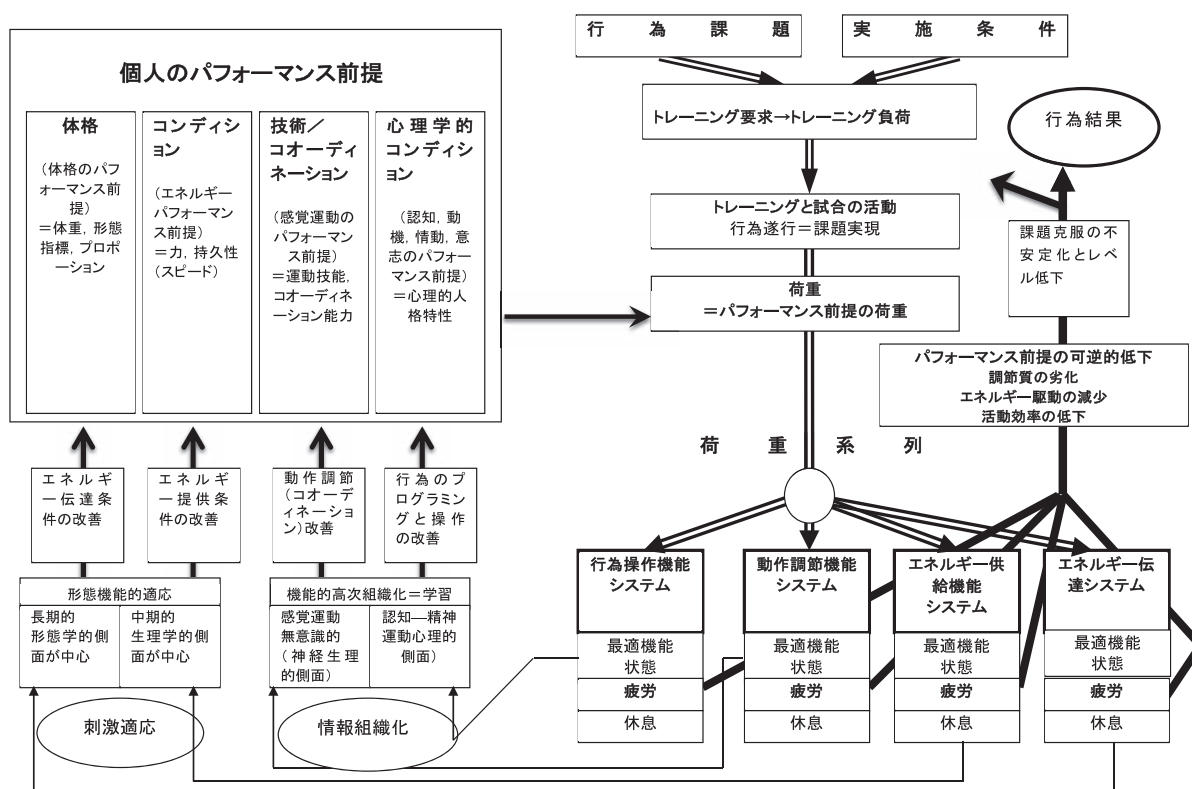 行為課題
実施条件
個人のパフォーマンス前提
体格
(体格のパフ
ォーマンス前
提)
＝体重, 形態
指標, プロポ
ーション
コンディシ
ョン
(エネルギー
パフォーマン
ス前提)
＝力, 持久性
(スピード)
技術／
コオーディ
ネーション
(感覚運動の
パフォーマン
ス前提)
＝運動技能,
コオーディネ
ーション能力
心理学的
コンディシ
ョン
(認知, 動
機, 情動, 意
志のパフォー
マンス前提)
＝心理的人
格特性
トレーニング要求→トレーニング負荷
行為結果
トレーニングと試合の活動
行為遂行＝課題実現
課題克服の不
安定化とレベ
ル低下
荷重
＝パフォーマンス前提の荷重
パフォーマンス前提の可逆的低下
調節質の劣化
エネルギー駆動の減少
活動効率の低下
荷重系列
エネルギ
ー伝達条
件の改善
エネルギ
ー提供条
件の改善
動作調節
(コオーディ
ネーション)改善
行為のプ
ログラミン
グと操作
の改善
形態機能的適応
長期的
形態学的側
面が中心
中期的
生理学的側
面が中心
機能的高次組織化＝学習
感覚運動
無意識的
(神経生理
的側面)
認知―精神
運動心理的
側面)
刺激適応
情報組織化
行為操作機能
システム
最適機能
状態
疲労
休息
動作調節機能
システム
最適機能
状態
疲労
休息
エネルギー供
給機能
システム
最適機能
状態
疲労
休息
エネルギー伝
達システム
最適機能
状態
疲労
休息